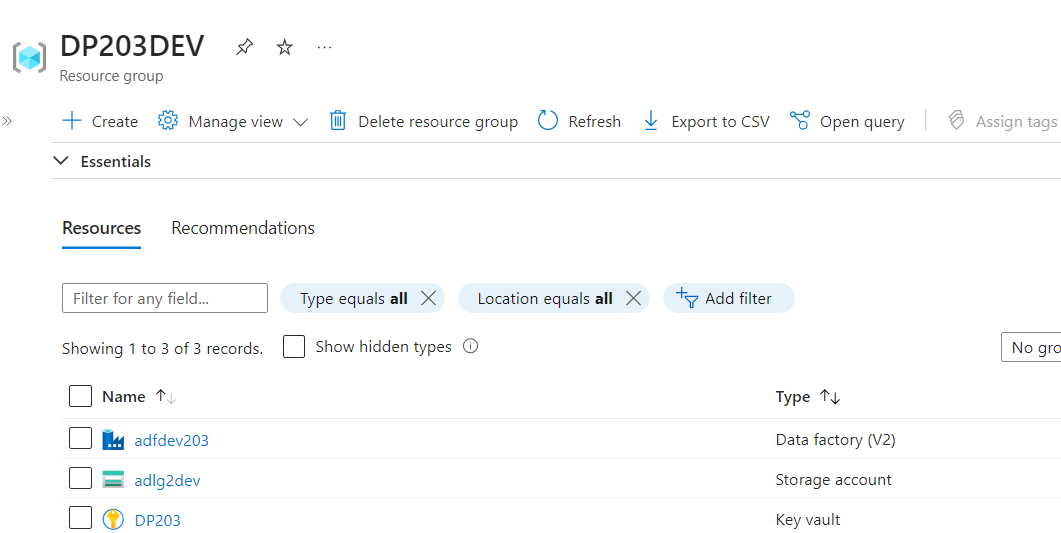 DP203DEV ...
Resource group
» Create Manage view Delete resource group Refresh Export to CSV Open query Assign tags
Essentials
Resources Recommendations
Filter for any field... Type equals all Location equals all Add filter
Showing 1 to 3 of 3 records. Show hidden types
No gro
Name Type
adfdev203 Data factory (V2)
adlg2dev Storage account
DP203 Key vault